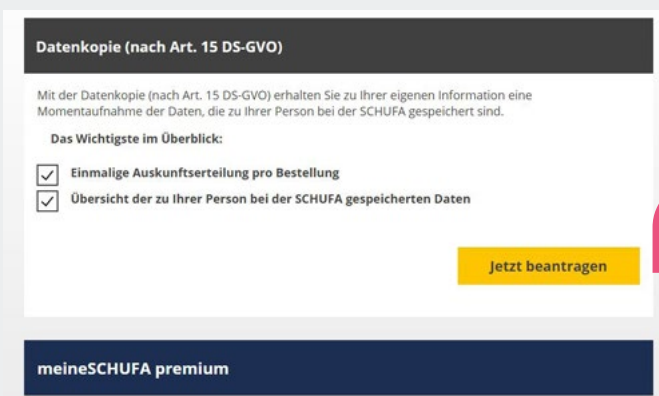 Datenkopie (nach Art. 15 DS-GVO)
Mit der Datenkopie (nach Art. 15 DS-GVO) erhalten Sie zu Ihrer eigenen Information eine
Momentaufnahme der Daten, die zu Ihrer Person bei der SCHUFA gespeichert sind.
Das Wichtigste im Überblick:
Einmalige Auskunftserteilung pro Bestellung
Übersicht der zu Ihrer Person bei der SCHUFA gespeicherten Daten
Jetzt beantragen
meineSCHUFA premium